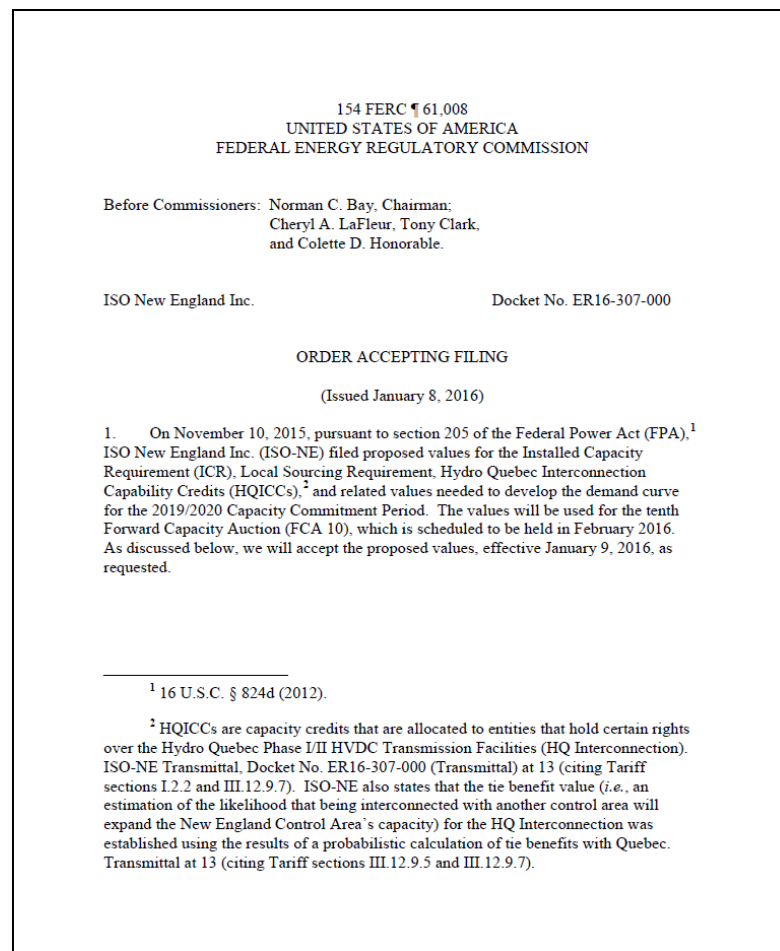 154 FERC ¶ 61,008
UNITED STATES OF AMERICA
FEDERAL ENERGY REGULATORY COMMISSION
Before Commissioners: Norman C. Bay, Chairman;
Cheryl A. LaFleur, Tony Clark,
and Colette D. Honorable.
ISO New England Inc. Docket No. ER16-307-000
ORDER ACCEPTING FILING
(Issued January 8, 2016)
1. On November 10, 2015, pursuant to section 205 of the Federal Power Act (FPA),1
ISO New England Inc. (ISO-NE) filed proposed values for the Installed Capacity
Requirement (ICR), Local Sourcing Requirement, Hydro Quebec Interconnection
Capability Credits (HQICCs),2 and related values needed to develop the demand curve
for the 2019/2020 Capacity Commitment Period. The values will be used for the tenth
Forward Capacity Auction (FCA 10), which is scheduled to be held in February 2016.
As discussed below, we will accept the proposed values, effective January 9, 2016, as
requested.
1 16 U.S.C. § 824d (2012).
2 HQICCs are capacity credits that are allocated to entities that hold certain rights
over the Hydro Quebec Phase I/II HVDC Transmission Facilities (HQ Interconnection).
ISO-NE Transmittal, Docket No. ER16-307-000 (Transmittal) at 13 (citing Tariff
sections I.2.2 and III.12.9.7). ISO-NE also states that the tie benefit value (i.e., an
estimation of the likelihood that being interconnected with another control area will
expand the New England Control Area's capacity) for the HQ Interconnection was
established using the results of a probabilistic calculation of tie benefits with Quebec.
Transmittal at 13 (citing Tariff sections III.12.9.5 and III.12.9.7).